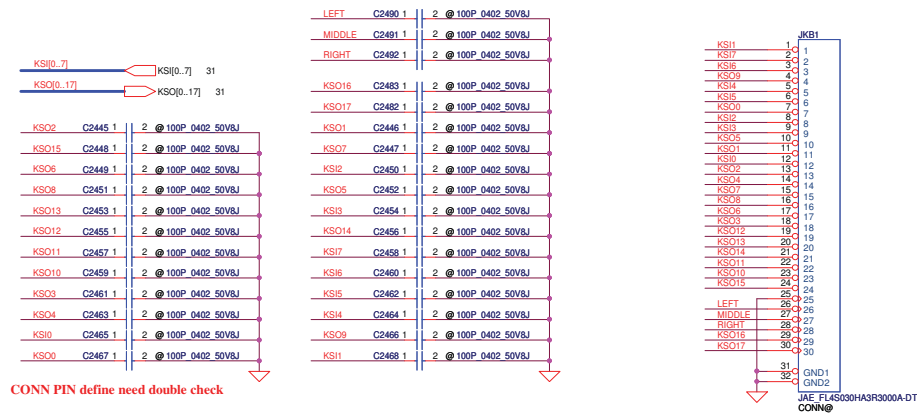 LEFT C2490 1 2 @ 100P_0402_50V8J
MIDDLE C2491 1 2 @ 100P_0402_50V8J
RIGHT C2492 1 2 @ 100P_0402_50V8J
KSI[0..7] KSI[0..7] 31
KSO[0..17] KSO[0..17] 31
KSO16 C2483 1 2 @ 100P_0402_50V8J
KSO17 C2482 1 2 @ 100P_0402_50V8J
KSO2 C2445 1 2 @ 100P_0402_50V8J
KSO15 C2448 1 2 @ 100P_0402_50V8J
KSO6 C2449 1 2 @ 100P_0402_50V8J
KSO8 C2451 1 2 @ 100P_0402_50V8J
KSO13 C2453 1 2 @ 100P_0402_50V8J
KSO12 C2455 1 2 @ 100P_0402_50V8J
KSO11 C2457 1 2 @ 100P_0402_50V8J
KSO10 C2459 1 2 @ 100P_0402_50V8J
KSO3 C2461 1 2 @ 100P_0402_50V8J
KSO4 C2463 1 2 @ 100P_0402_50V8J
KSI0 C2465 1 2 @ 100P_0402_50V8J
KSO0 C2467 1 2 @ 100P_0402_50V8J
KSO1 C2446 1 2 @ 100P_0402_50V8J
KSO7 C2447 1 2 @ 100P_0402_50V8J
KSI2 C2450 1 2 @ 100P_0402_50V8J
KSO5 C2452 1 2 @ 100P_0402_50V8J
KSI3 C2454 1 2 @ 100P_0402_50V8J
KSO14 C2456 1 2 @ 100P_0402_50V8J
KSI7 C2458 1 2 @ 100P_0402_50V8J
KSI6 C2460 1 2 @ 100P_0402_50V8J
KSI5 C2462 1 2 @ 100P_0402_50V8J
KSI4 C2464 1 2 @ 100P_0402_50V8J
KSO9 C2466 1 2 @ 100P_0402_50V8J
KSI1 C2468 1 2 @ 100P_0402_50V8J
CONN PIN define need double check
JKB1
KSI1 1 1
KSI7 2 2
KSI6 3 3
KSO9 4 4
KSI4 5 5
KSI5 6 6
KSO0 7 7
KSI2 8 8
KSI3 9 9
KSO5 10 10
KSO1 11 11
KSI0 12 12
KSO2 13 13
KSO4 14 14
KSO7 15 15
KSO8 16 16
KSO6 17 17
KSO3 18 18
KSO12 19 19
KSO13 20 20
KSO14 21 21
KSO11 22 22
KSO10 23 23
KSO15 24 24
25 25
LEFT 26 26
MIDDLE 27 27
RIGHT 28 28
KSO16 29 29
KSO17 30 30
31 GND1
32 GND2
JAE_FL4S030HA3R3000A-DT
CONN@